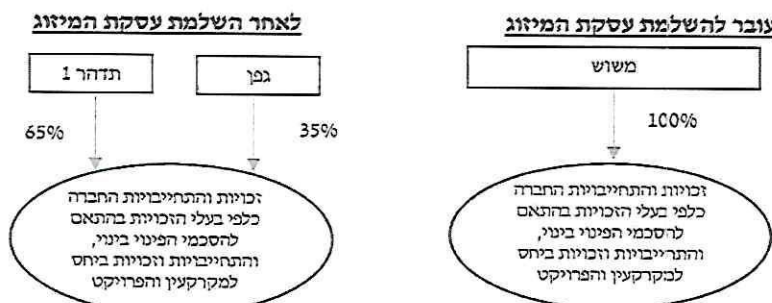 עובר להשלמת עסקת המיזוג
משוש
100%
זכויות והתחייבויות החברה
כלפי בעלי הזכויות בהתאם
להסכמי הפינוי בינוי,
והתחייבויות וזכויות ביחס
למקרקעין והפרויקט
לאחר השלמת עסקת המיזוג
גפן
תדהר 1
35%
65%
זכויות והתחייבויות החברה
כלפי בעלי הזכויות בהתאם
להסכמי הפינוי בינוי,
והתחייבויות וזכויות ביחס
למקרקעין והפרויקט